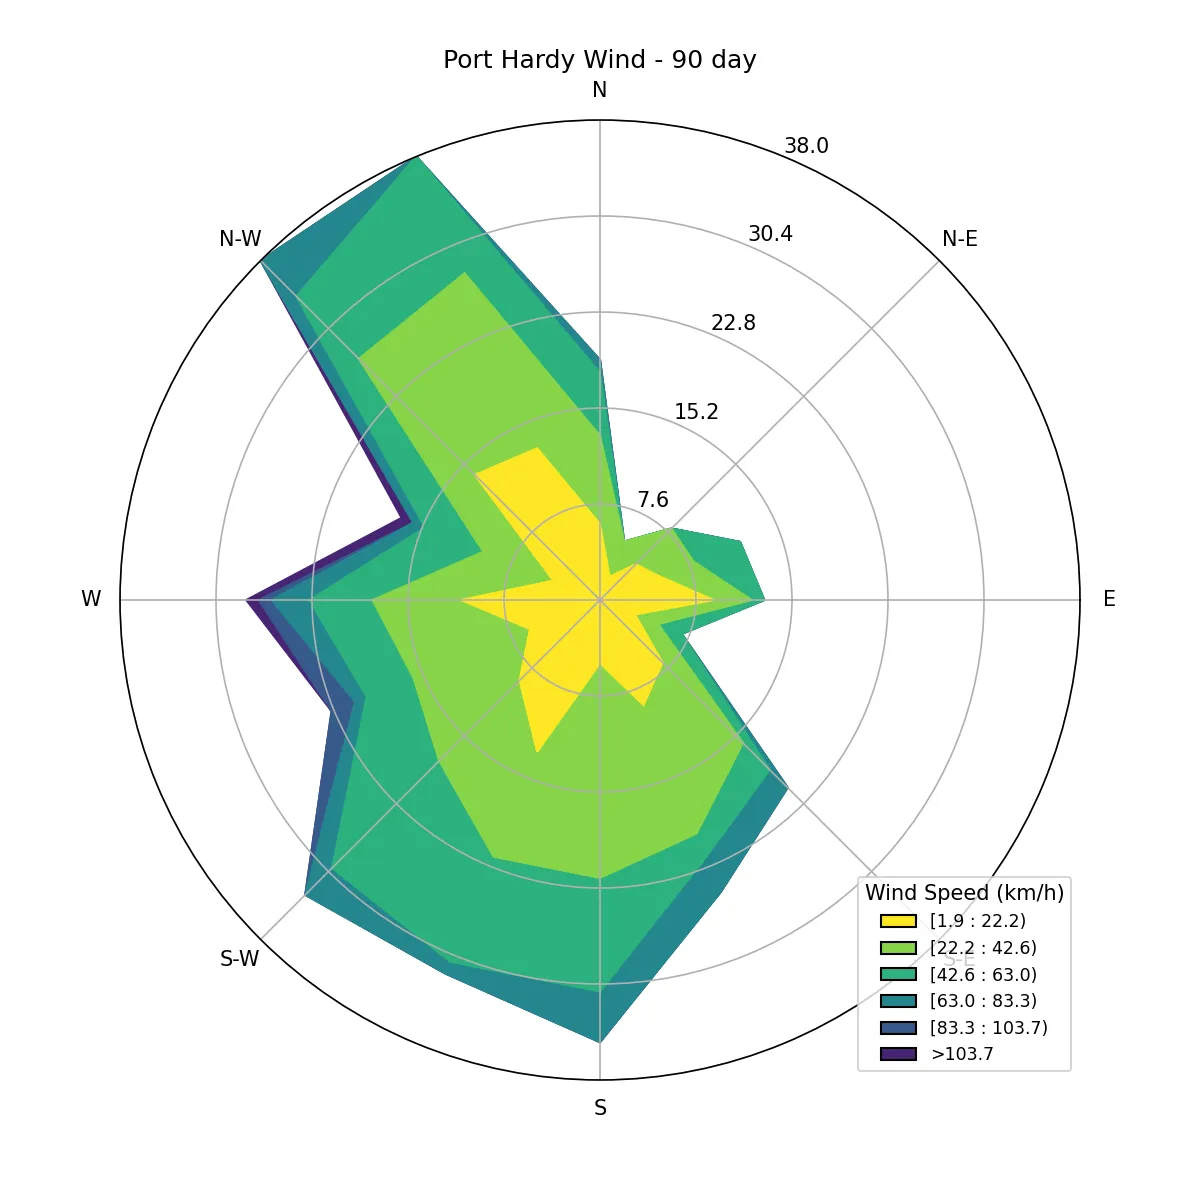 Port Hardy Wind - 90 day
N
38.0
N-W
N-E
30.4
22.8
15.2
7.6
W
E
S-W
S-E
S
Wind Speed (km/h)
[1.9 : 22.2)
[22.2 : 42.6)
[42.6 : 63.0)
[63.0 : 83.3)
[83.3 : 103.7)
>103.7